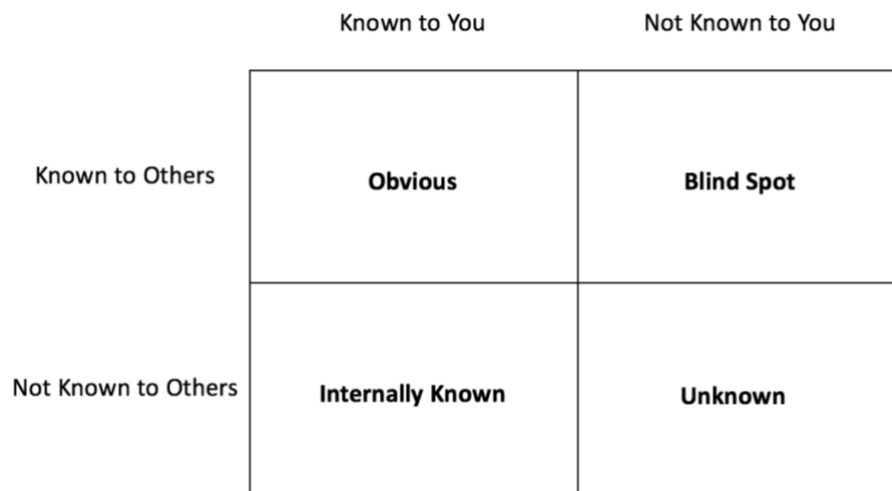 Known to You Not Known to You
Known to Others Obvious Blind Spot
Not Known to Others Internally Known Unknown